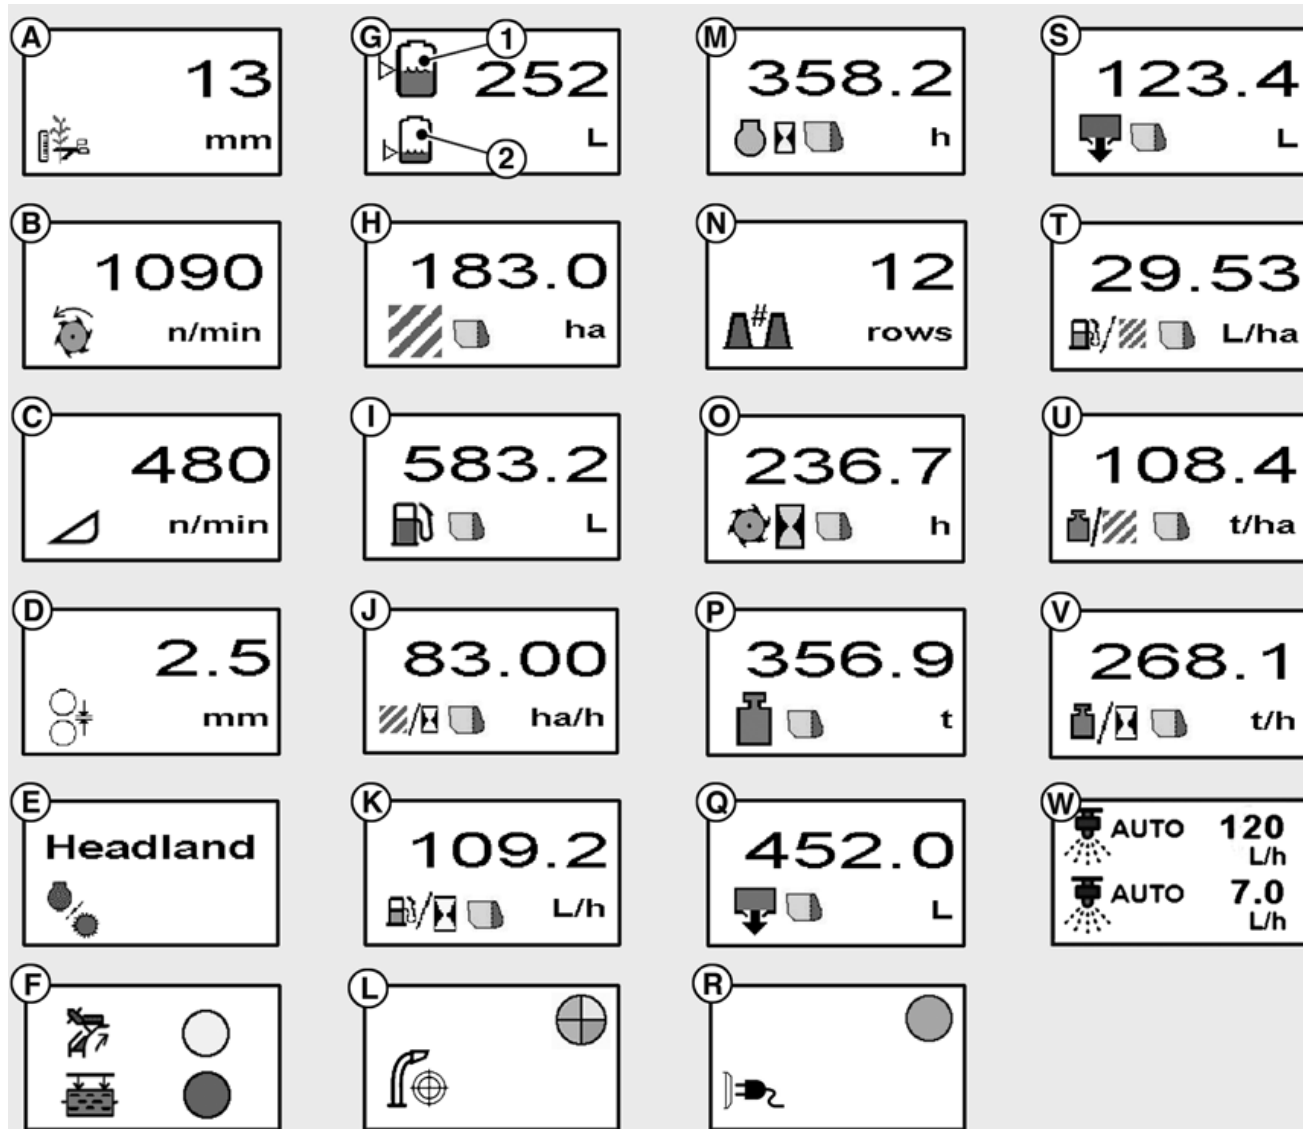 A
13
mm
B
1090
n/min
C
480
n/min
D
2.5
mm
E
Headland
F
G
1
252
L
2
H
183.0
ha
I
583.2
L
J
83.00
/
ha/h
K
109.2
/
L/h
L
M
358.2
h
N
12
#
rows
O
236.7
h
P
356.9
t
Q
452.0
L
R
S
123.4
L
T
29.53
/
L/ha
U
108.4
/
t/ha
V
268.1
/
t/h
W
AUTO 120
L/h
AUTO 7.0
L/h